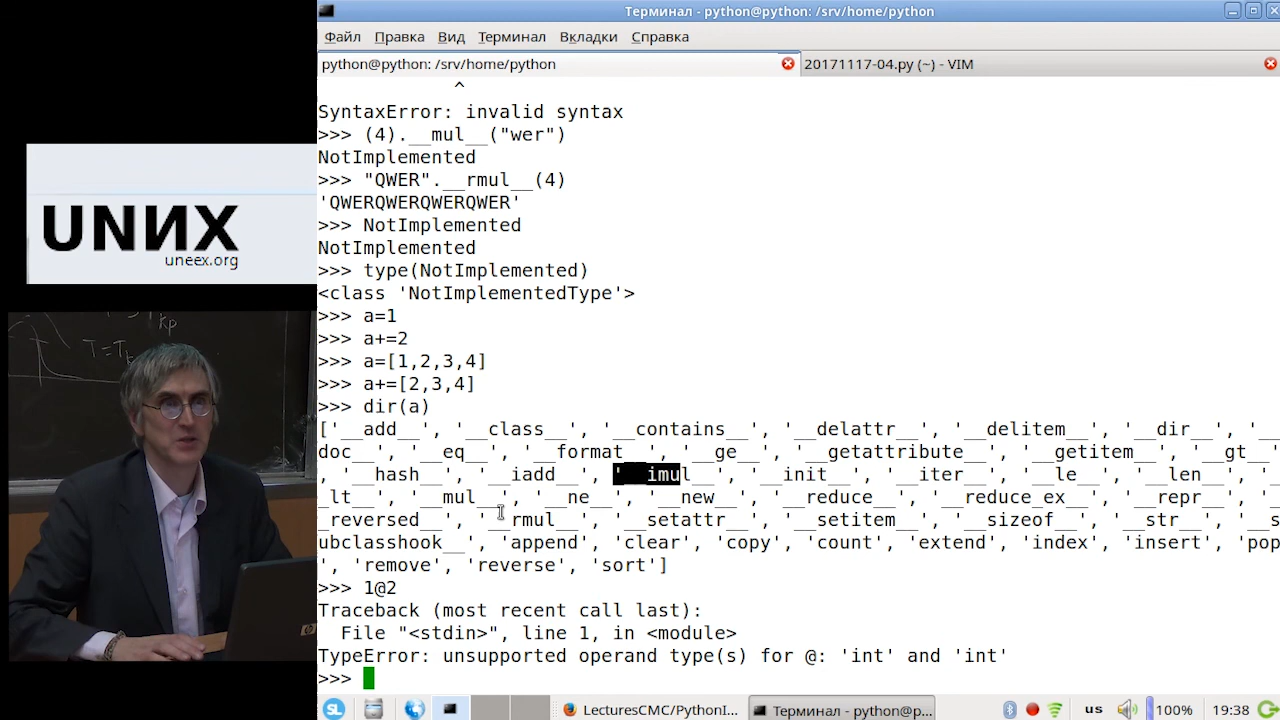 Терминал - python@python: /srv/home/python
Файл Правка Вид Терминал Вкладки Справка
python@python: /srv/home/python
20171117-04.py (~) - VIM
^
SyntaxError: invalid syntax
>>> (4).__mul__("wer")
NotImplemented
>>> "QWER".__rmul__(4)
'QWERQWERQWERQWER'
>>> NotImplemented
NotImplemented
>>> type(NotImplemented)
<class 'NotImplementedType'>
>>> a=1
>>> a+=2
>>> a=[1,2,3,4]
>>> a+=[2,3,4]
>>> dir(a)
['__add__', '__class__', '__contains__', '__delattr__', '__delitem__', '__dir__', '__
doc__', '__eq__', '__format__', '__ge__', '__getattribute__', '__getitem__', '__gt__'
, '__hash__', '__iadd__', '__imul__', '__init__', '__iter__', '__le__', '__len__', '_
_lt__', '__mul__', '__ne__', '__new__', '__reduce__', '__reduce_ex__', '__repr__', '_
_reversed__', '__rmul__', '__setattr__', '__setitem__', '__sizeof__', '__str__', '__s
ubclasshook__', 'append', 'clear', 'copy', 'count', 'extend', 'index', 'insert', 'pop
', 'remove', 'reverse', 'sort']
>>> 1@2
Traceback (most recent call last):
  File "<stdin>", line 1, in <module>
TypeError: unsupported operand type(s) for @: 'int' and 'int'
>>>
UNИX
uneex.org
LecturesCMC/PythonI...
Терминал - python@p...
us
100%
19:38